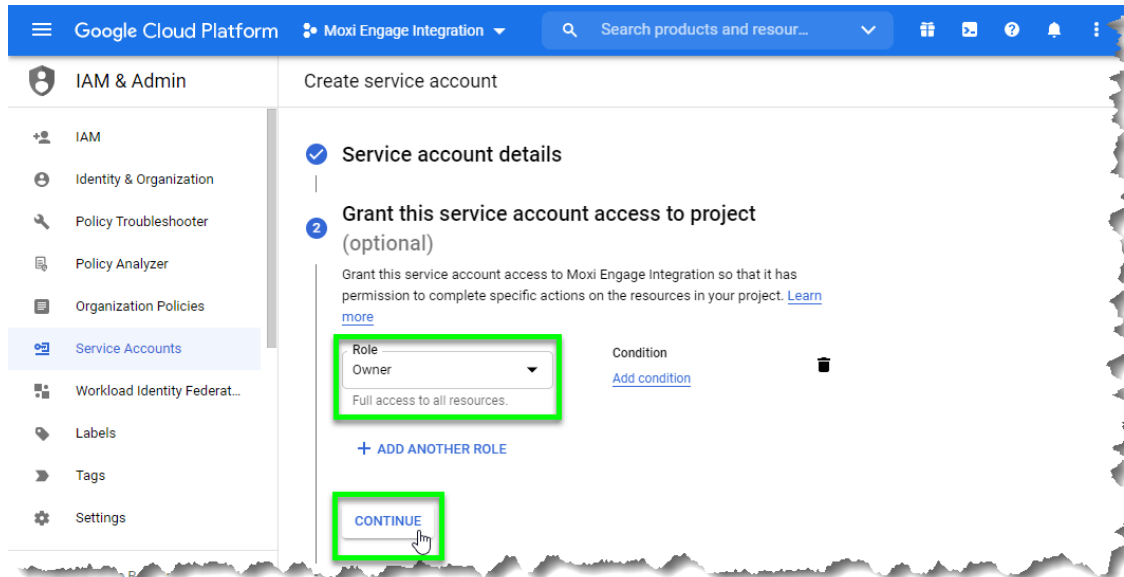 Google Cloud Platform
Moxi Engage Integration
Search products and resour...
IAM & Admin
Create service account
IAM
Identity & Organization
Policy Troubleshooter
Policy Analyzer
Organization Policies
Service Accounts
Workload Identity Federat...
Labels
Tags
Settings
Service account details
2
Grant this service account access to project
(optional)
Grant this service account access to Moxi Engage Integration so that it has
permission to complete specific actions on the resources in your project. Learn
more
Role
Owner
Full access to all resources.
Condition
Add condition
+ ADD ANOTHER ROLE
CONTINUE